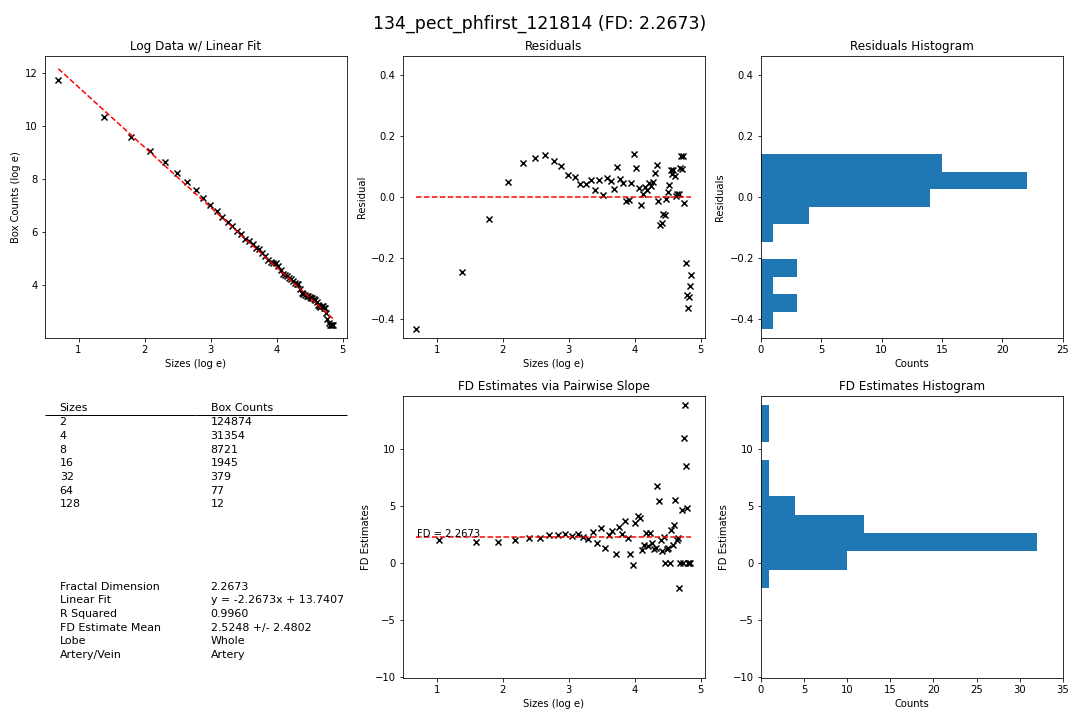 134_pect_phfirst_121814 (FD: 2.2673)
Log Data w/ Linear Fit
Box Counts (log e)
12
10
8
6
4
1 2 3 4 5
Sizes (log e)
Residuals
Residual
0.4
0.2
0.0
−0.2
−0.4
1 2 3 4 5
Sizes (log e)
Residuals Histogram
Residuals
0.4
0.2
0.0
−0.2
−0.4
0 5 10 15 20 25
Counts
Sizes Box Counts
2 124874
4 31354
8 8721
16 1945
32 379
64 77
128 12
Fractal Dimension 2.2673
Linear Fit y = -2.2673x + 13.7407
R Squared 0.9960
FD Estimate Mean 2.5248 +/- 2.4802
Lobe Whole
Artery/Vein Artery
FD Estimates via Pairwise Slope
FD Estimates
10
5
0
−5
−10
FD = 2.2673
1 2 3 4 5
Sizes (log e)
FD Estimates Histogram
FD Estimates
10
5
0
−5
−10
0 5 10 15 20 25 30 35
Counts